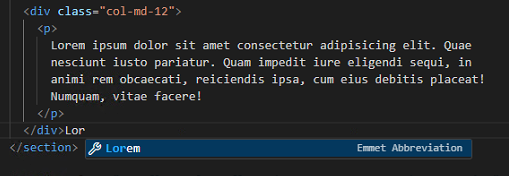 <div class="col-md-12">
<p>
Lorem ipsum dolor sit amet consectetur adipisicing elit. Quae
nesciunt iusto pariatur. Quam impedit iure eligendi sequi, in
animi rem obcaecati, reiciendis ipsa, cum eius debitis placeat!
Numquam, vitae facere!
</p>
</div>Lor
</section>
Lorem Emmet Abbreviation